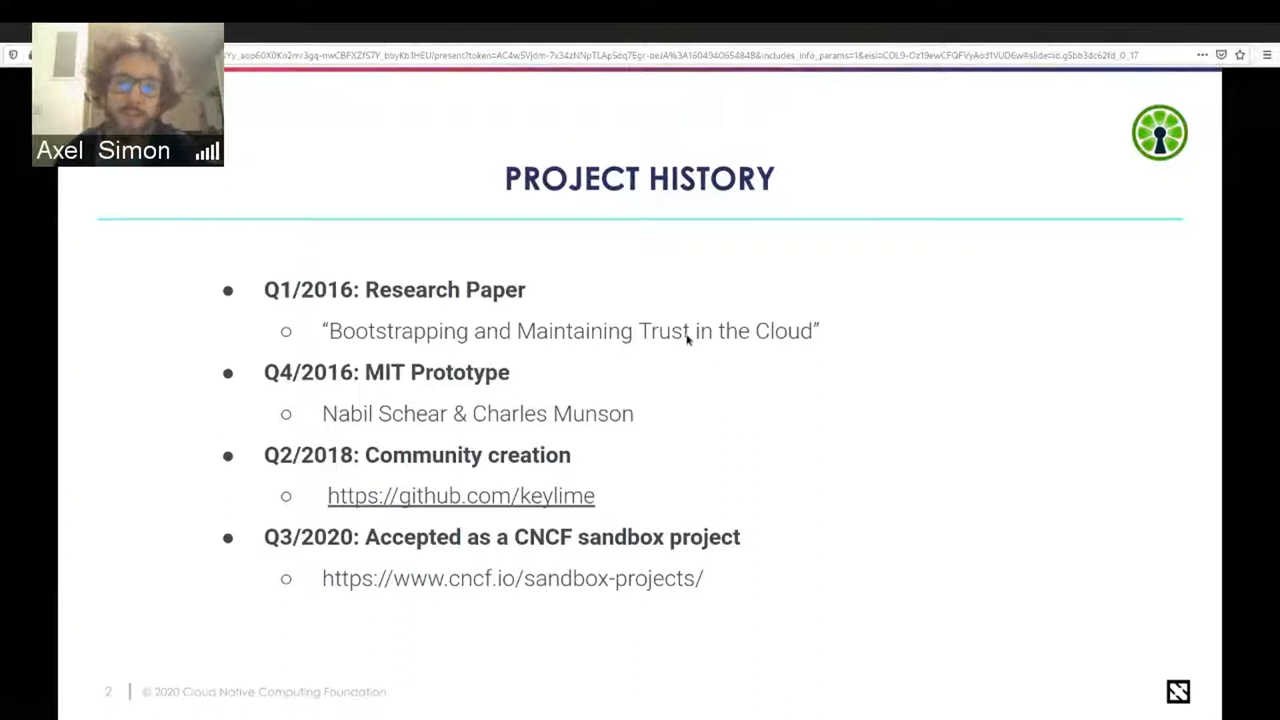 Axel Simon
PROJECT HISTORY
● Q1/2016: Research Paper
○ “Bootstrapping and Maintaining Trust in the Cloud”
● Q4/2016: MIT Prototype
○ Nabil Schear & Charles Munson
● Q2/2018: Community creation
○ https://github.com/keylime
● Q3/2020: Accepted as a CNCF sandbox project
○ https://www.cncf.io/sandbox-projects/
2 | © 2020 Cloud Native Computing Foundation